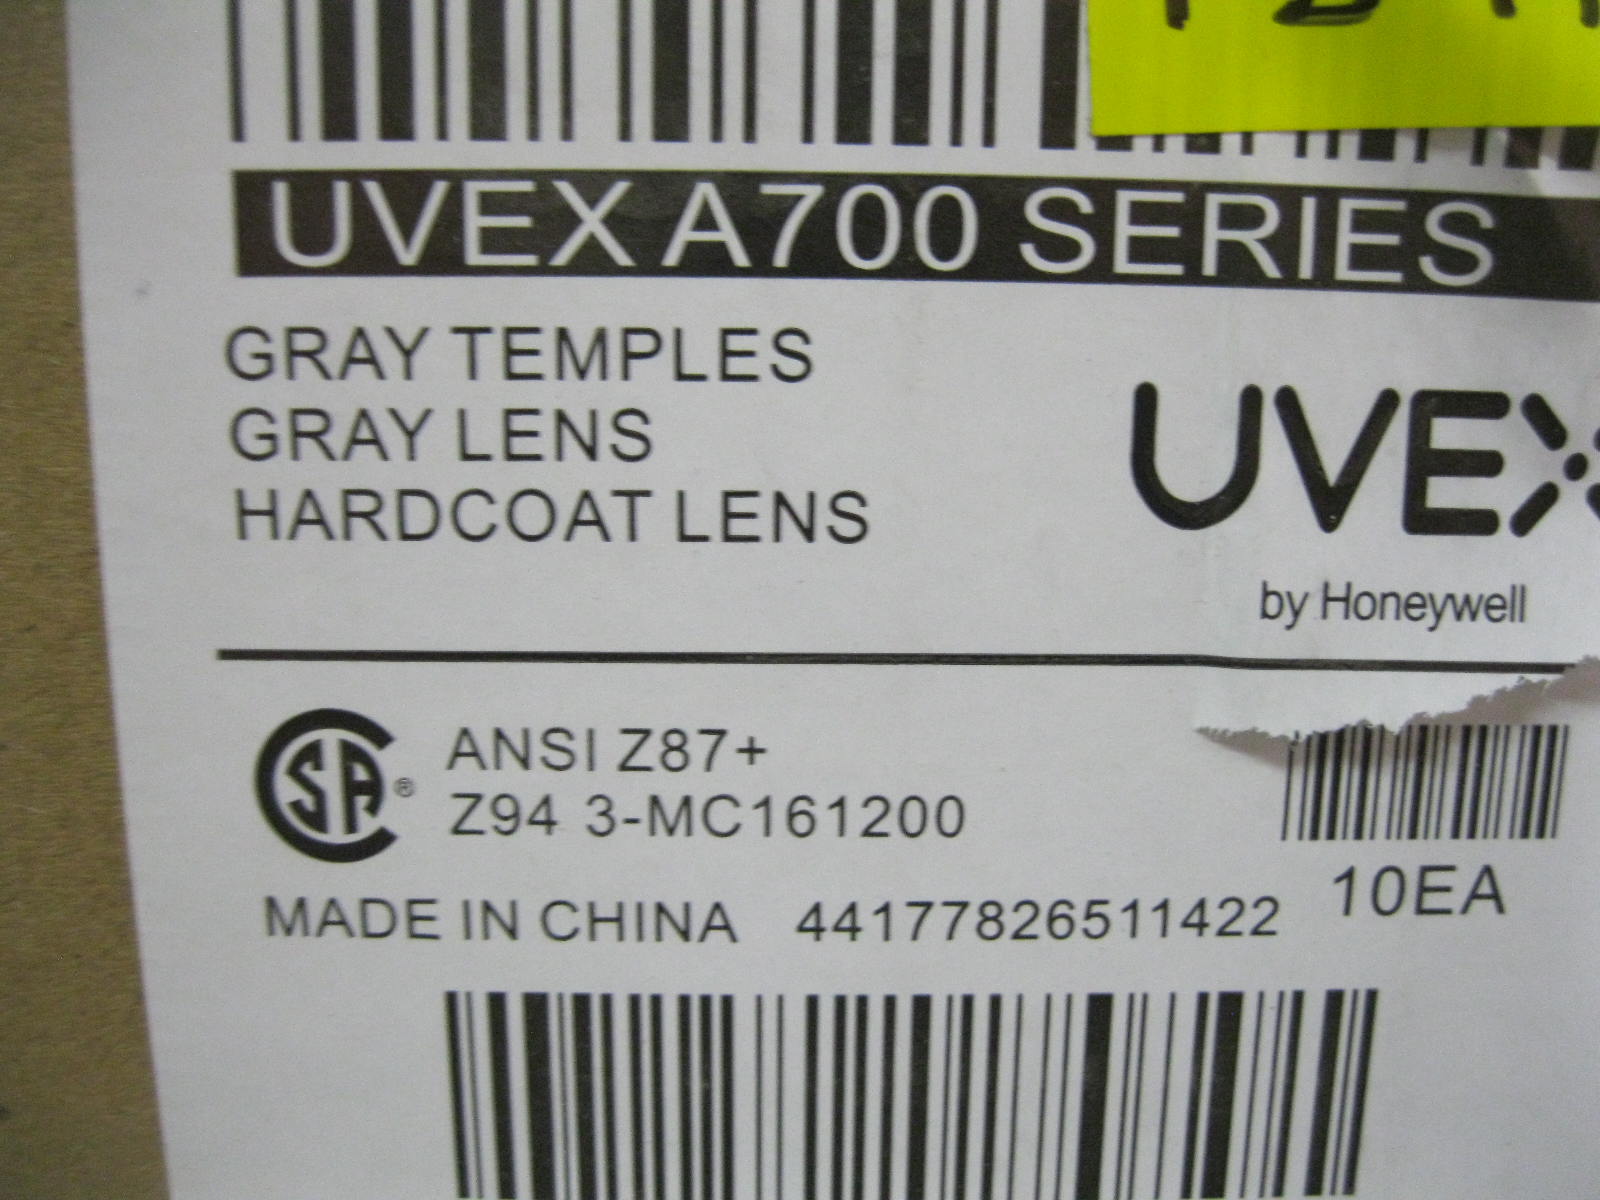 UVEX A700 SERIES
GRAY TEMPLES
GRAY LENS
HARDCOAT LENS
UVEX
by Honeywell
CSA®
ANSI Z87+
Z94 3-MC161200
10EA
MADE IN CHINA 44177826511422